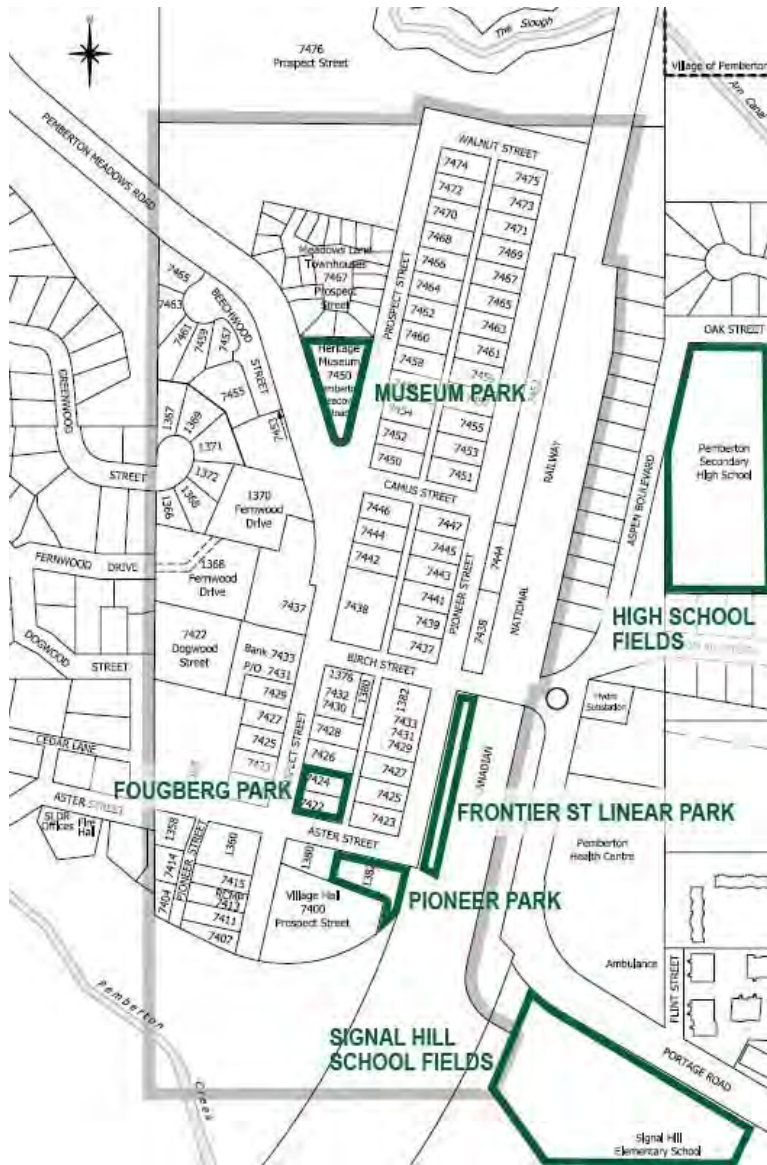 N
The Slough
7476
Prospect Street
Village of Pemberton
Arn Canal
PEMBERTON MEADOWS ROAD
WALNUT STREET
7474
7475
7472
7473
7470
7471
7468
7469
7466
7467
7464
7465
7463
7460
7461
7458
7452
7455
7450
7453
7451
PROSPECT STREET
Meadows Lane
Townhouses
7467
Prospect
Street
Heritage
Museum
7450
MUSEUM PARK
7465
7463
7461
7459
7457
7455
BEECHWOOD
STREET
GREENWOOD
STREET
1367
1369
1371
1372
1368
1366
1370
Fernwood
Drive
1368
Fernwood
Drive
FERNWOOD DRIVE
7422
Dogwood
Street
DOGWOOD
STREET
CEDAR LANE
ASTER STREET
OAK STREET
Pemberton
Secondary
High School
HIGH SCHOOL
FIELDS
ASPEN BOULEVARD
RAILWAY
NATIONAL
CAMUS STREET
7446
7447
7444
7445
7442
7443
7441
7438
7439
7437
7437
PIONEER STREET
7444
7438
BIRCH STREET
Bank 7433
P/O 7431
7429
7427
7425
1376
7432
7430
1380
1382
7433
7431
7429
7428
7427
7426
7425
7424
7423
7422
FOUGBERG PARK
FRONTIER ST LINEAR PARK
Hydro
Substation
ASTER STREET
SLDR
Offices
Fire
Hall
1358
7414
7404
PIONEER STREET
1360
7415
RCMP
7413
7411
7407
1380
Village Hall
7400
Prospect Street
PIONEER PARK
Pemberton
Health Centre
Ambulance
FLINT STREET
PORTAGE ROAD
Pemberton
Creek
SIGNAL HILL
SCHOOL FIELDS
Signal Hill
Elementary School